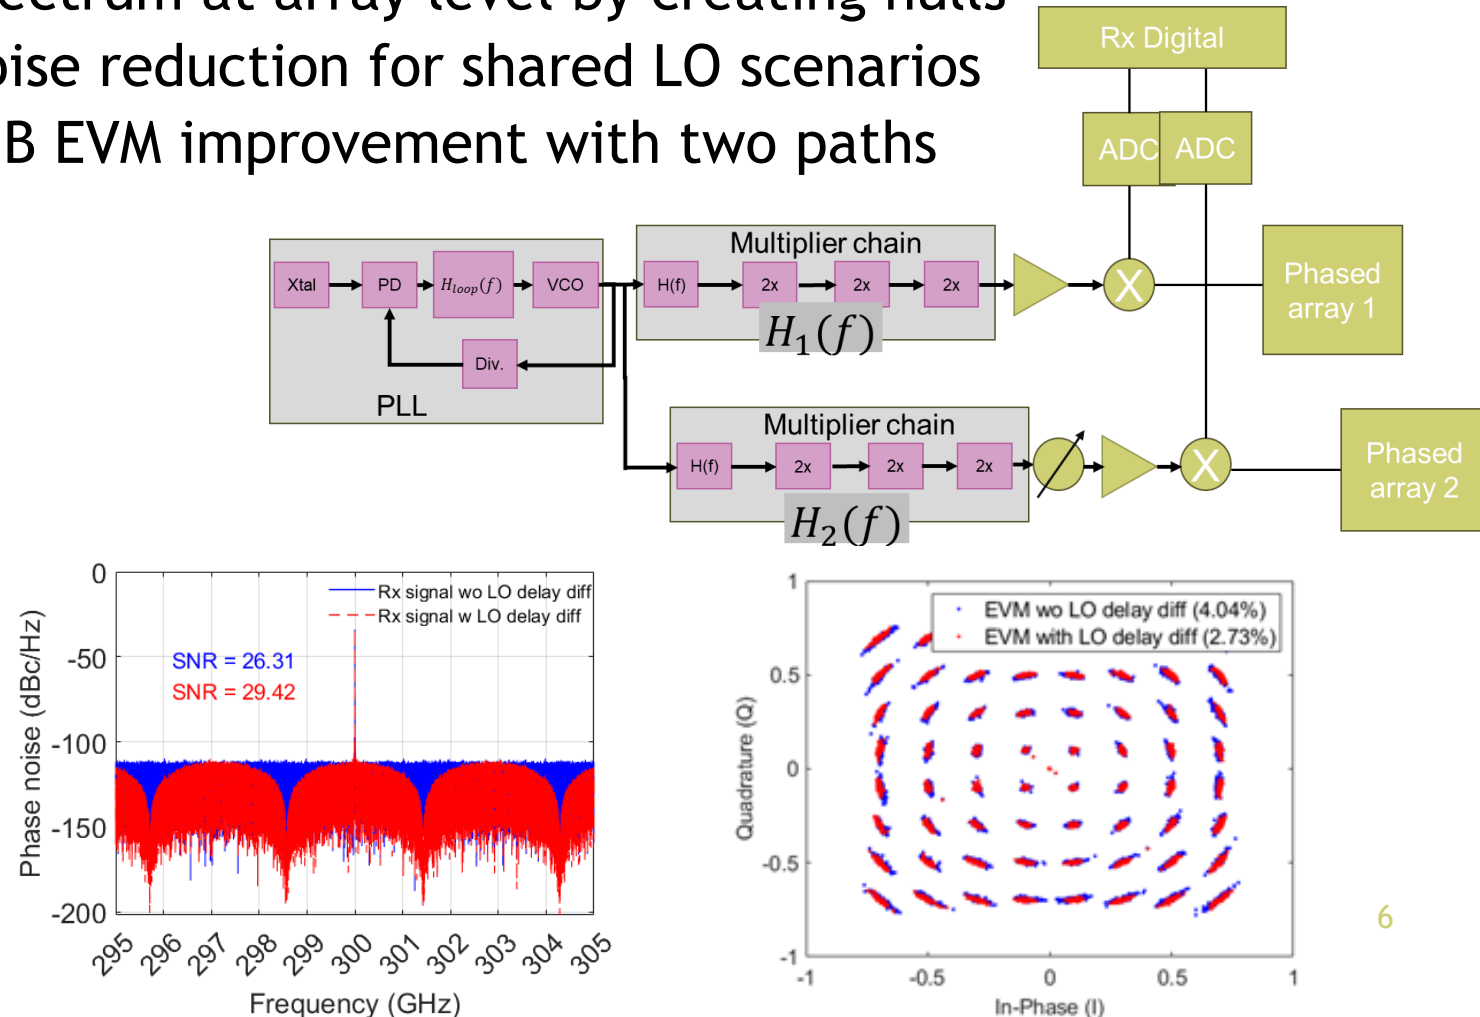 ectrum at array level by creating nulls
oise reduction for shared LO scenarios
B EVM improvement with two paths
Rx Digital
ADC
ADC
Multiplier chain
Xtal
PD
H_loop(f)
VCO
H(f)
2x
2x
2x
H₁(f)
X
Phased
array 1
Div.
PLL
Multiplier chain
H(f)
2x
2x
2x
H₂(f)
X
Phased
array 2
Rx signal wo LO delay diff
Rx signal w LO delay diff
SNR = 26.31
SNR = 29.42
0
-50
-100
-150
-200
Phase noise (dBc/Hz)
295
296
297
298
299
300
301
302
303
304
305
Frequency (GHz)
EVM wo LO delay diff (4.04%)
EVM with LO delay diff (2.73%)
1
0.5
0
-0.5
-1
Quadrature (Q)
-1
-0.5
0
0.5
1
In-Phase (I)
6